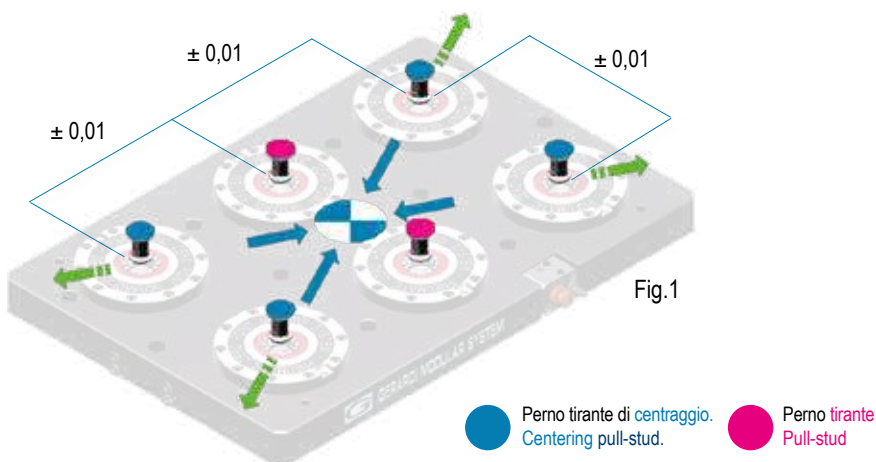 ± 0,01
± 0,01
± 0,01
Fig.1
GERARDI MODULAR SYSTEM
Perno tirante di centraggio.
Centering pull-stud.
Perno tirante
Pull-stud